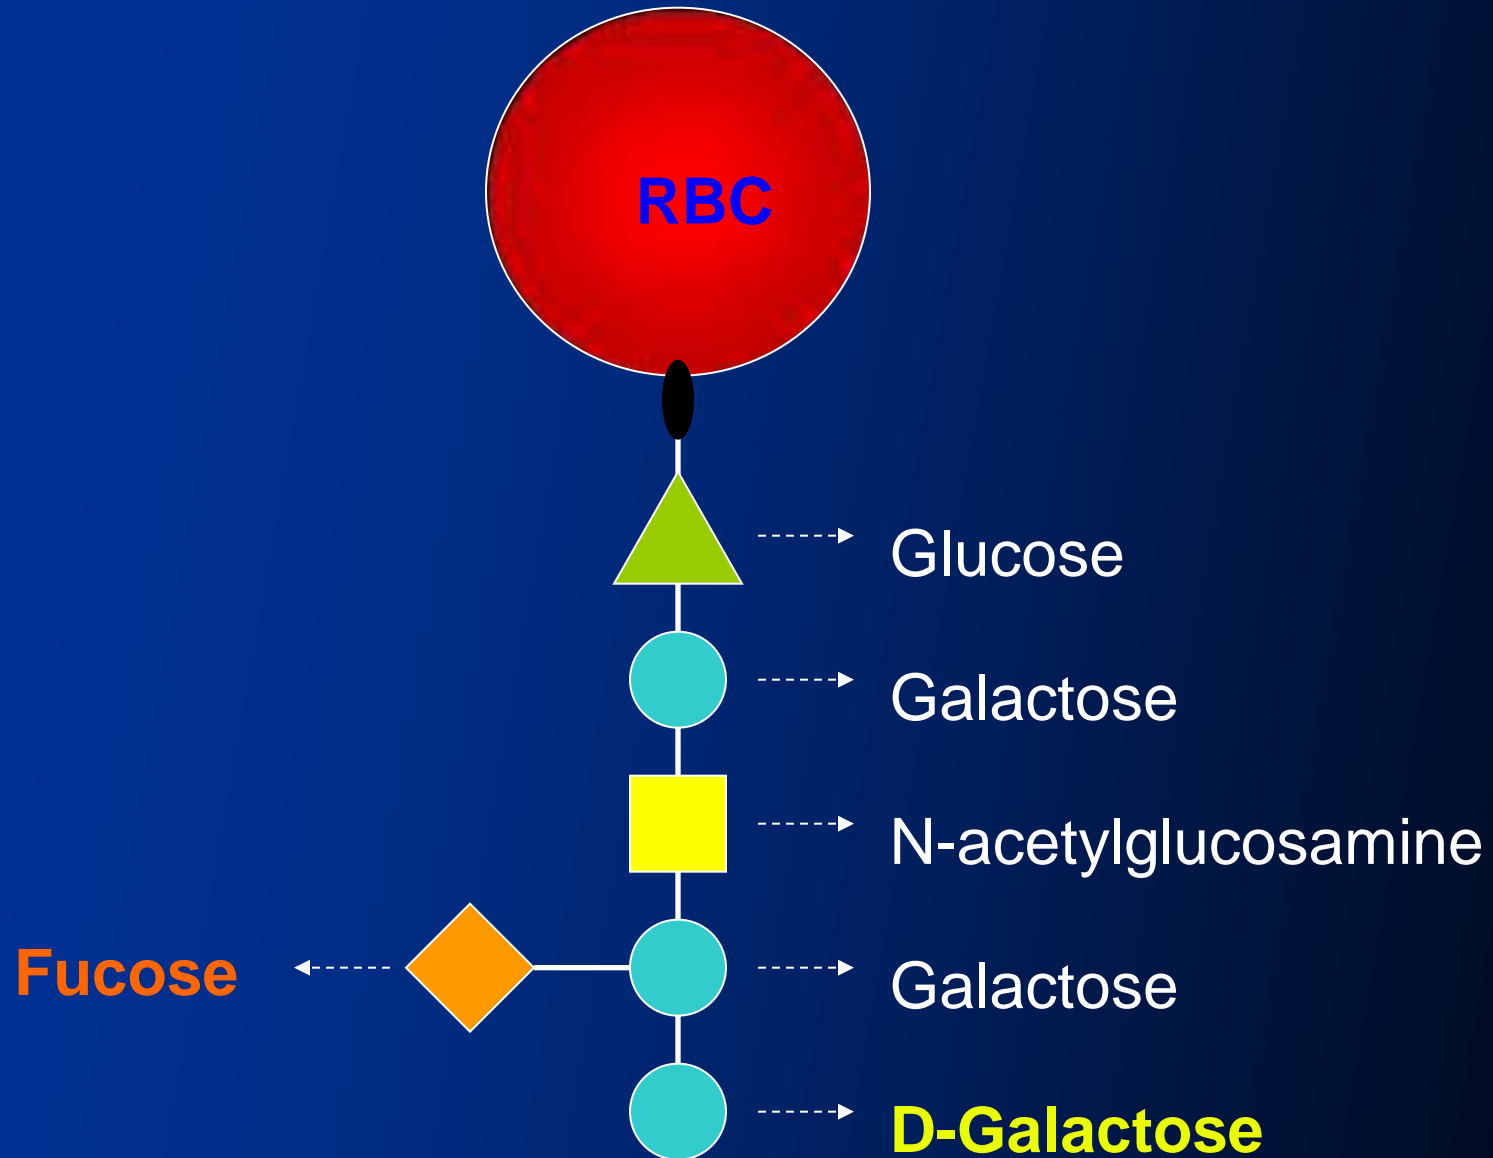 RBC
Glucose
Galactose
N-acetylglucosamine
Fucose
Galactose
D-Galactose